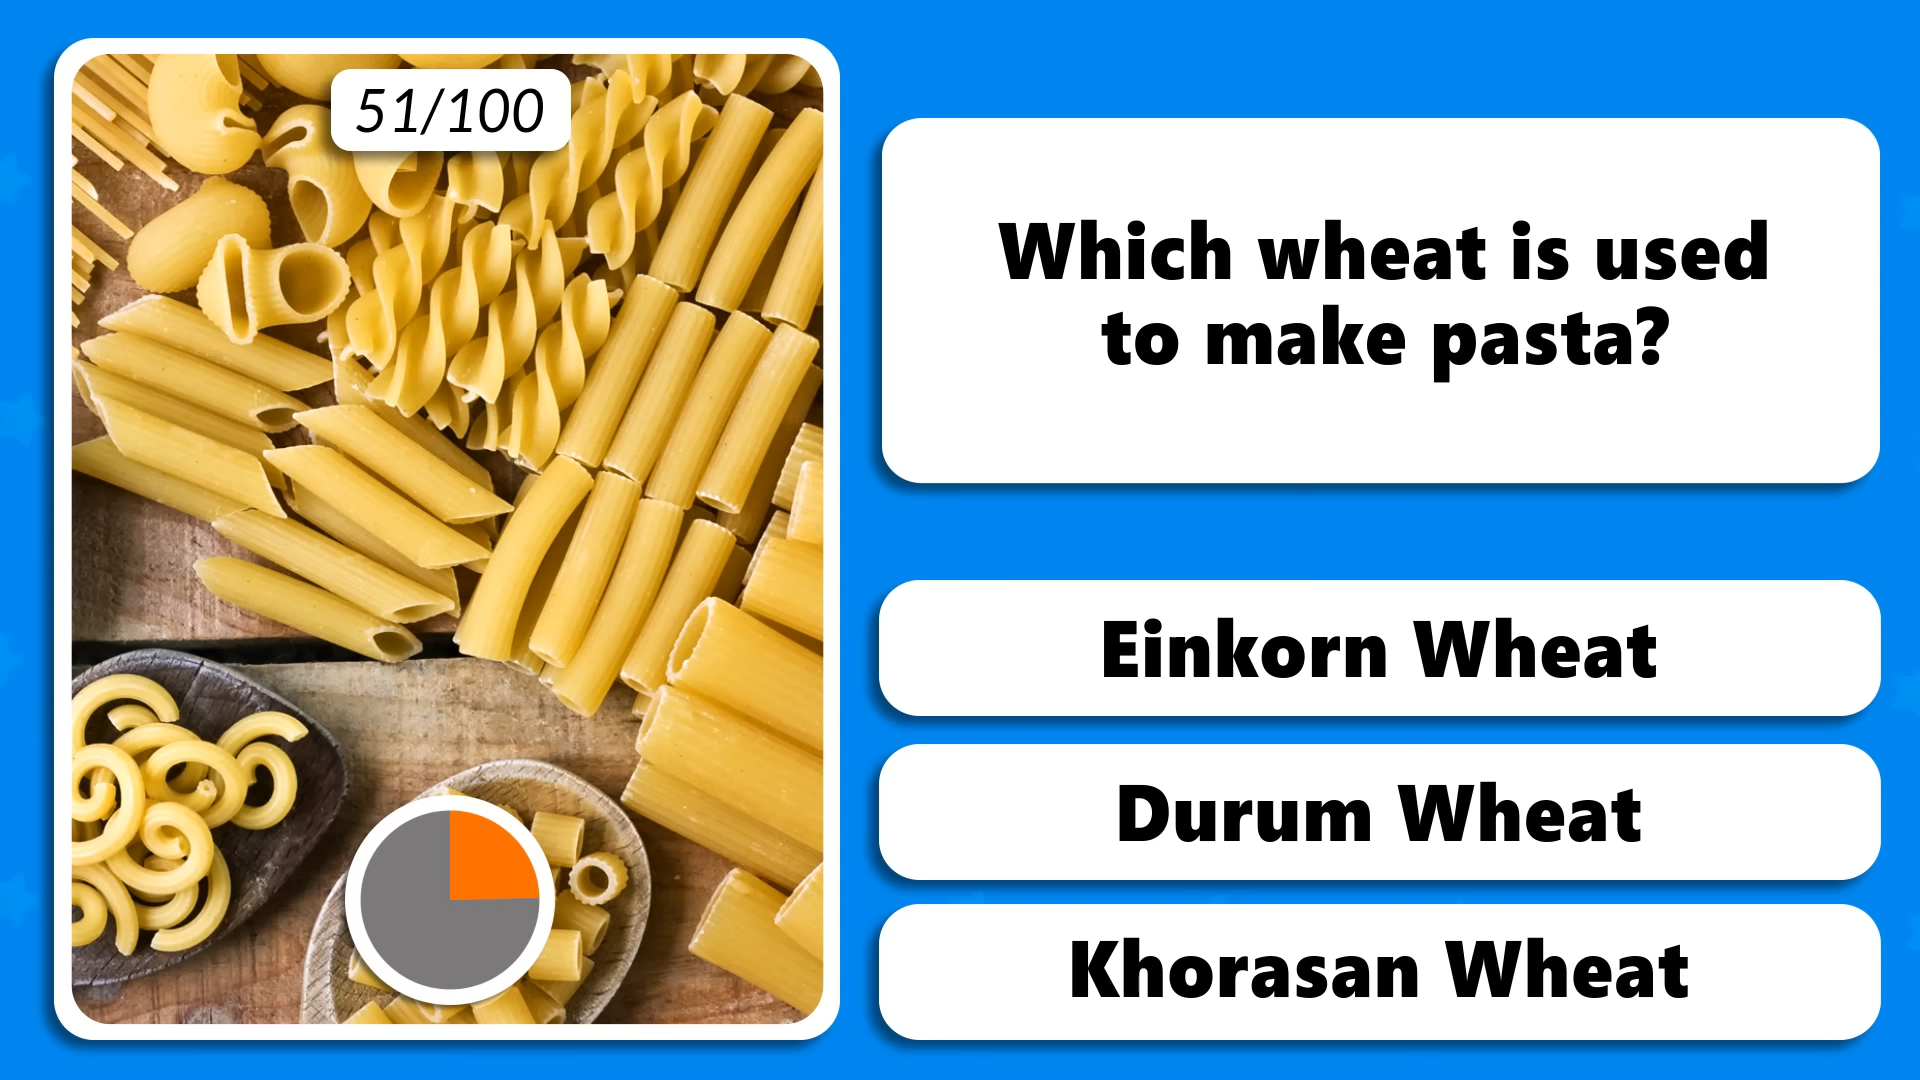 51/100
Which wheat is used
to make pasta?
Einkorn Wheat
Durum Wheat
Khorasan Wheat